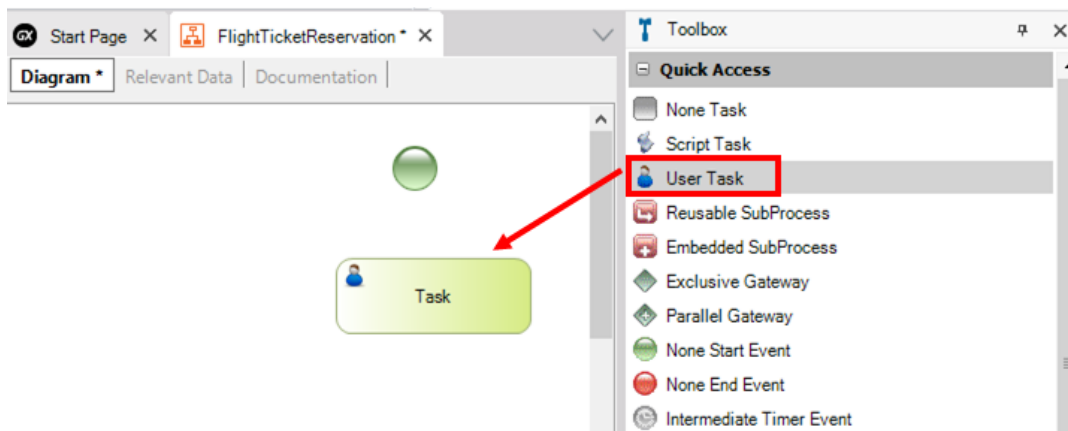 GX Start Page X FlightTicketReservation * X
Diagram * Relevant Data Documentation
Task
Toolbox
Quick Access
None Task
Script Task
User Task
Reusable SubProcess
Embedded SubProcess
Exclusive Gateway
Parallel Gateway
None Start Event
None End Event
Intermediate Timer Event